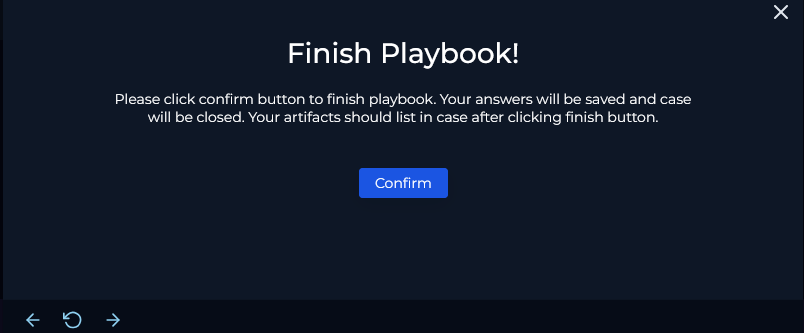 Finish Playbook!
Please click confirm button to finish playbook. Your answers will be saved and case
will be closed. Your artifacts should list in case after clicking finish button.
Confirm